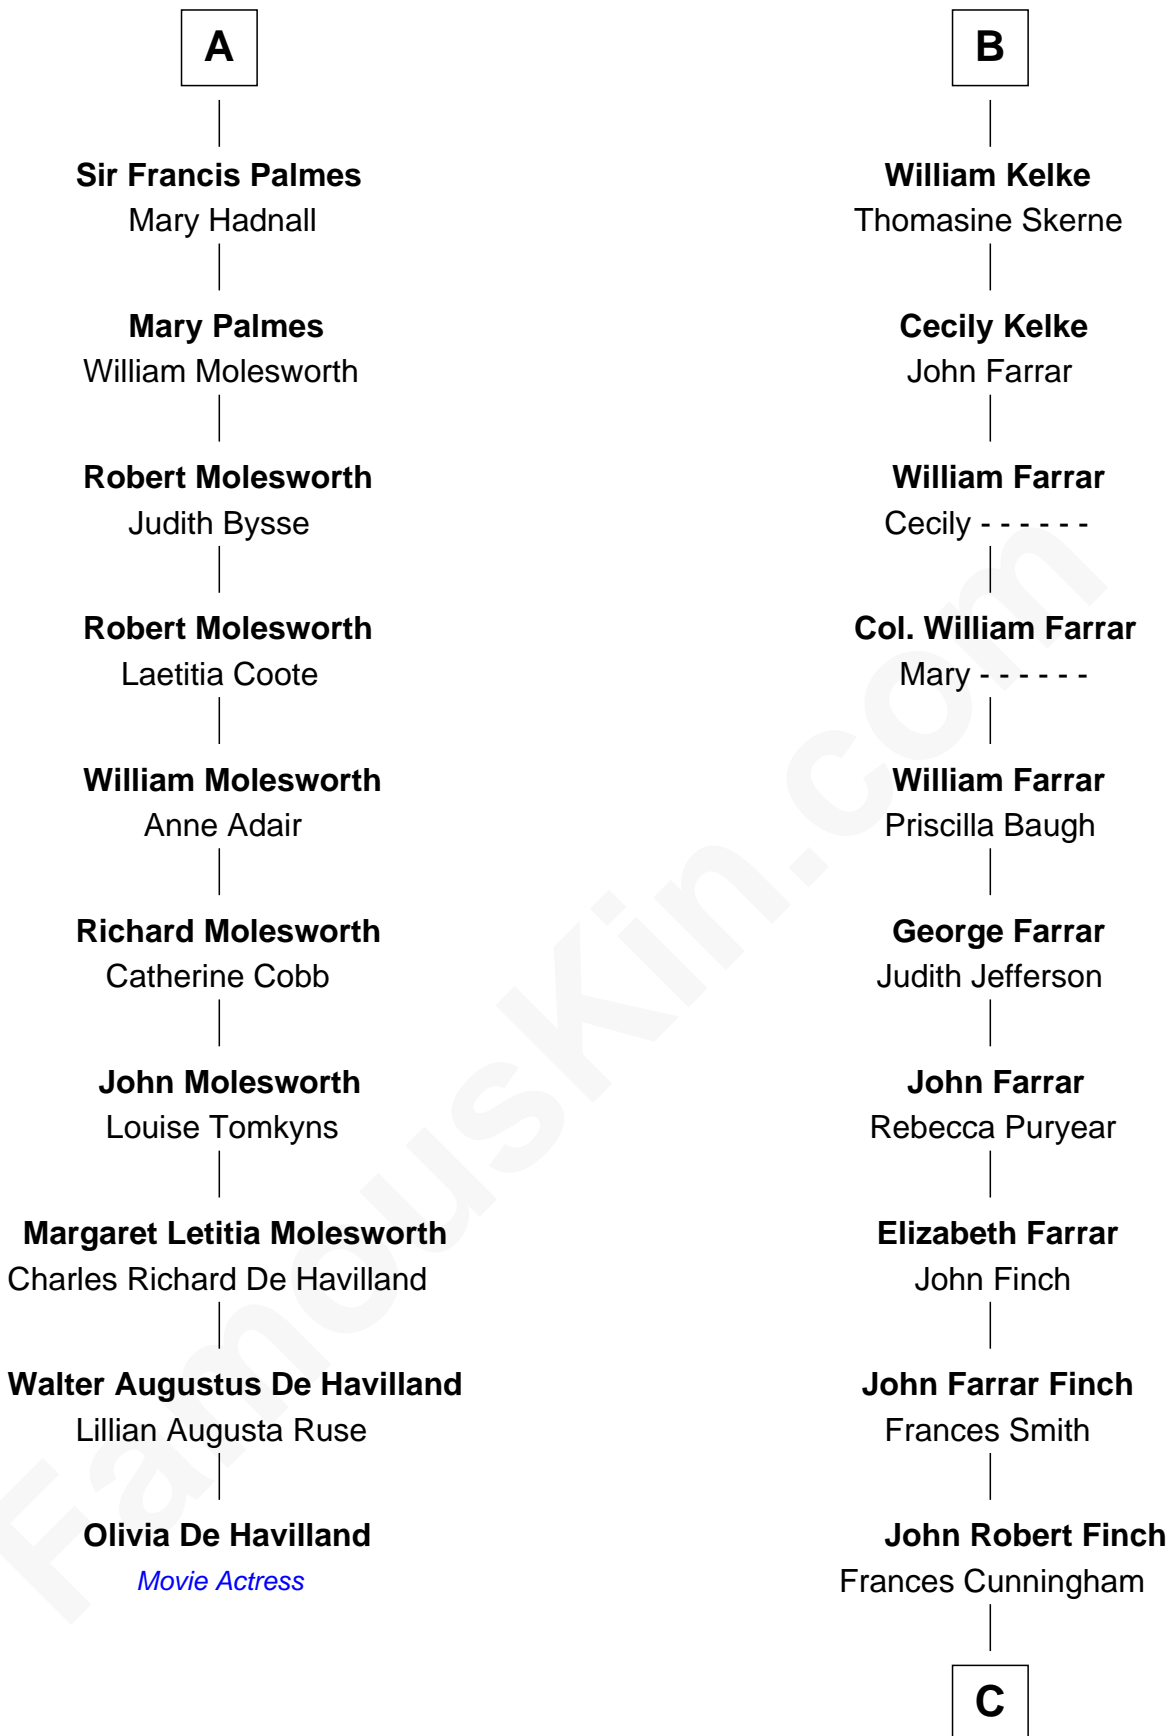 A
Sir Francis Palmes
Mary Hadnall
Mary Palmes
William Molesworth
Robert Molesworth
Judith Bysse
Robert Molesworth
Laetitia Coote
William Molesworth
Anne Adair
Richard Molesworth
Catherine Cobb
John Molesworth
Louise Tomkyns
Margaret Letitia Molesworth
Charles Richard De Havilland
Walter Augustus De Havilland
Lillian Augusta Ruse
Olivia De Havilland
Movie Actress
B
William Kelke
Thomasine Skerne
Cecily Kelke
John Farrar
William Farrar
Cecily - - - - - -
Col. William Farrar
Mary - - - - - -
William Farrar
Priscilla Baugh
George Farrar
Judith Jefferson
John Farrar
Rebecca Puryear
Elizabeth Farrar
John Finch
John Farrar Finch
Frances Smith
John Robert Finch
Frances Cunningham
C
FamousKin.com